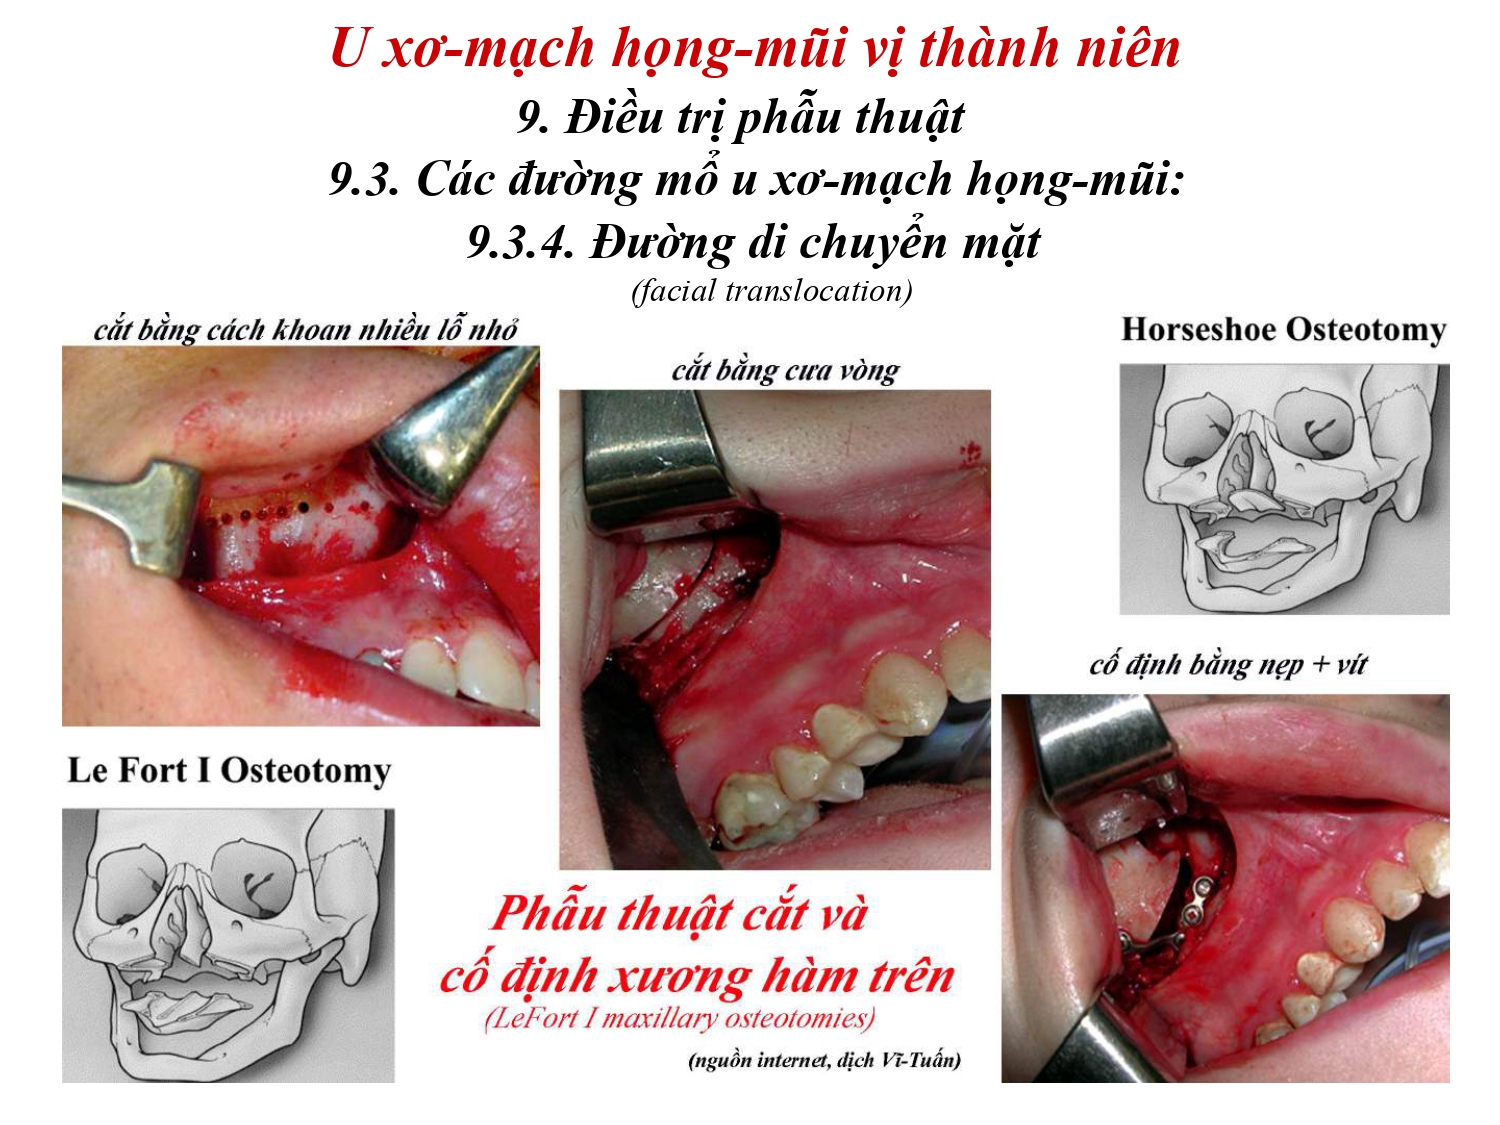 U xơ-mạch họng-mũi vị thành niên
9. Điều trị phẫu thuật
9.3. Các đường mổ u xơ-mạch họng-mũi:
9.3.4. Đường di chuyển mặt
(facial translocation)
cắt bằng cách khoan nhiều lỗ nhỏ
cắt bằng cưa vòng
Horseshoe Osteotomy
cố định bằng nẹp + vít
Le Fort I Osteotomy
Phẫu thuật cắt và
cố định xương hàm trên
(LeFort I maxillary osteotomies)
(nguồn internet, dịch Vĩ-Tuấn)